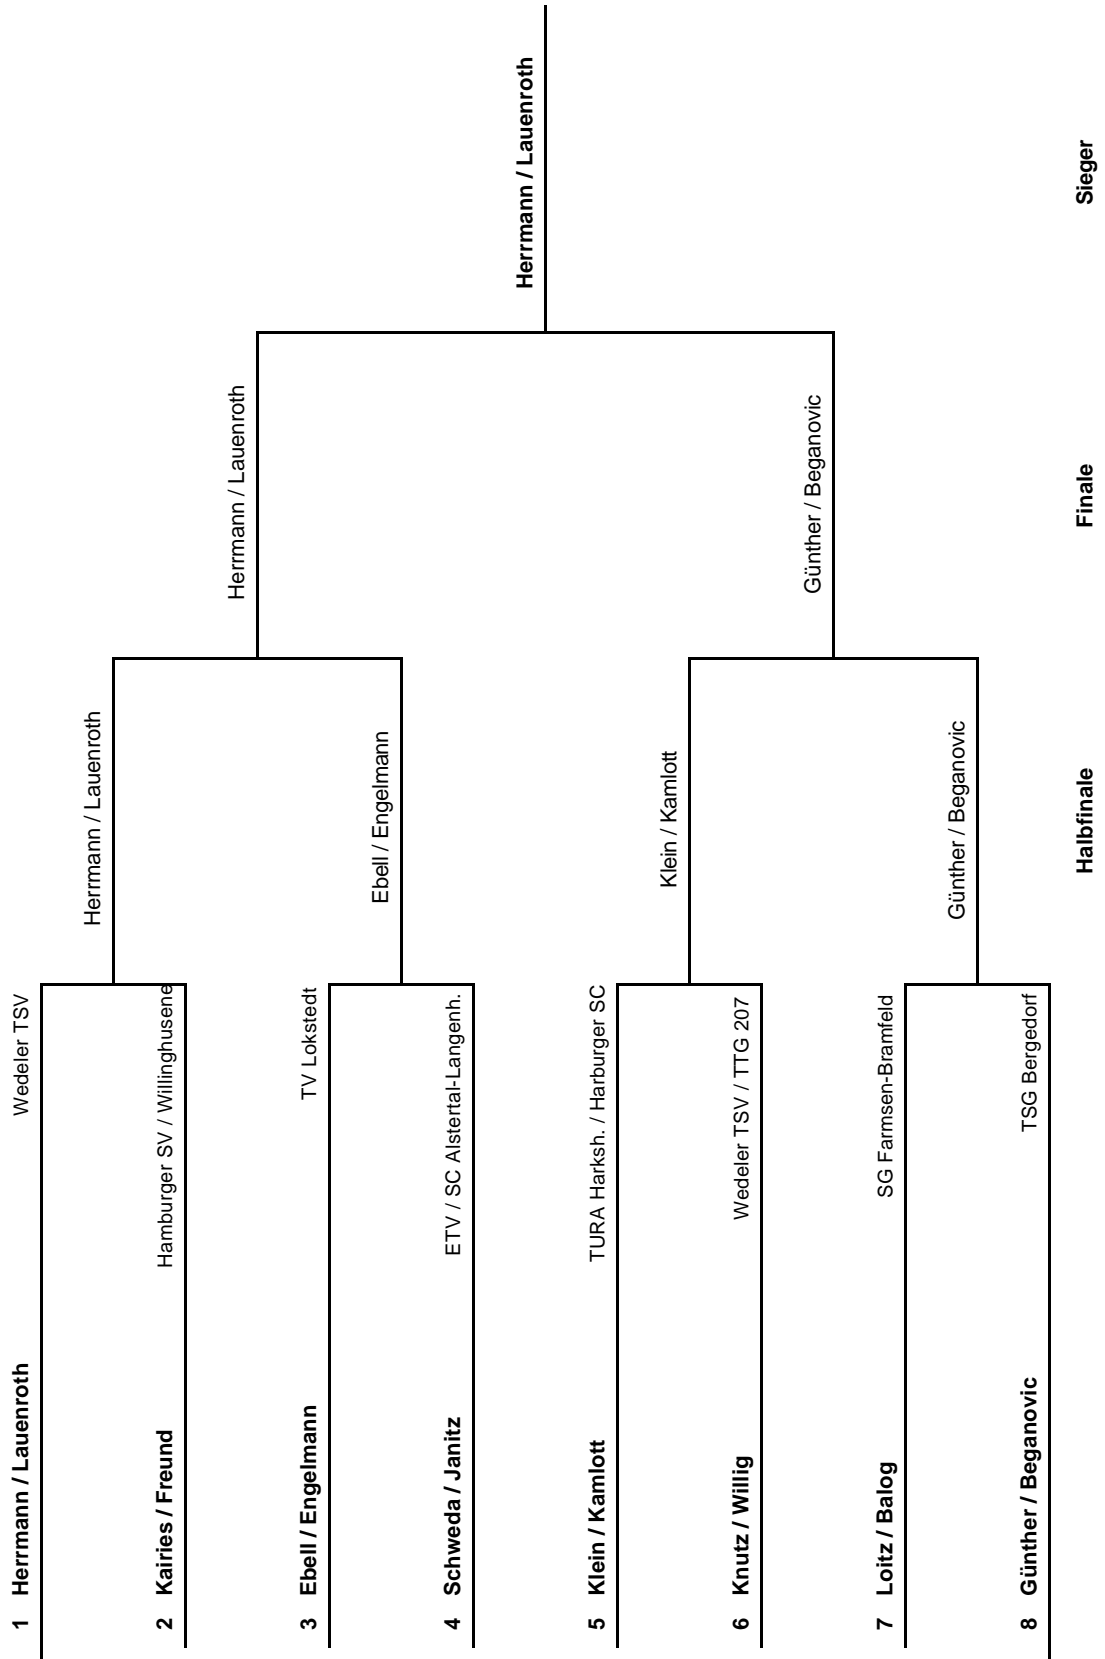 1 Herrmann / Lauenroth Wedeler TSV
Herrmann / Lauenroth
2 Kairies / Freund Hamburger SV / Willinghusene
Herrmann / Lauenroth
3 Ebell / Engelmann TV Lokstedt
Ebell / Engelmann
4 Schweda / Janitz ETV / SC Alstertal-Langenh.
Herrmann / Lauenroth
5 Klein / Kamlott TURA Harksh. / Harburger SC
Klein / Kamlott
6 Knutz / Willig Wedeler TSV / TTG 207
Günther / Beganovic
7 Loitz / Balog SG Farmsen-Bramfeld
Günther / Beganovic
8 Günther / Beganovic TSG Bergedorf
Halbfinale Finale Sieger